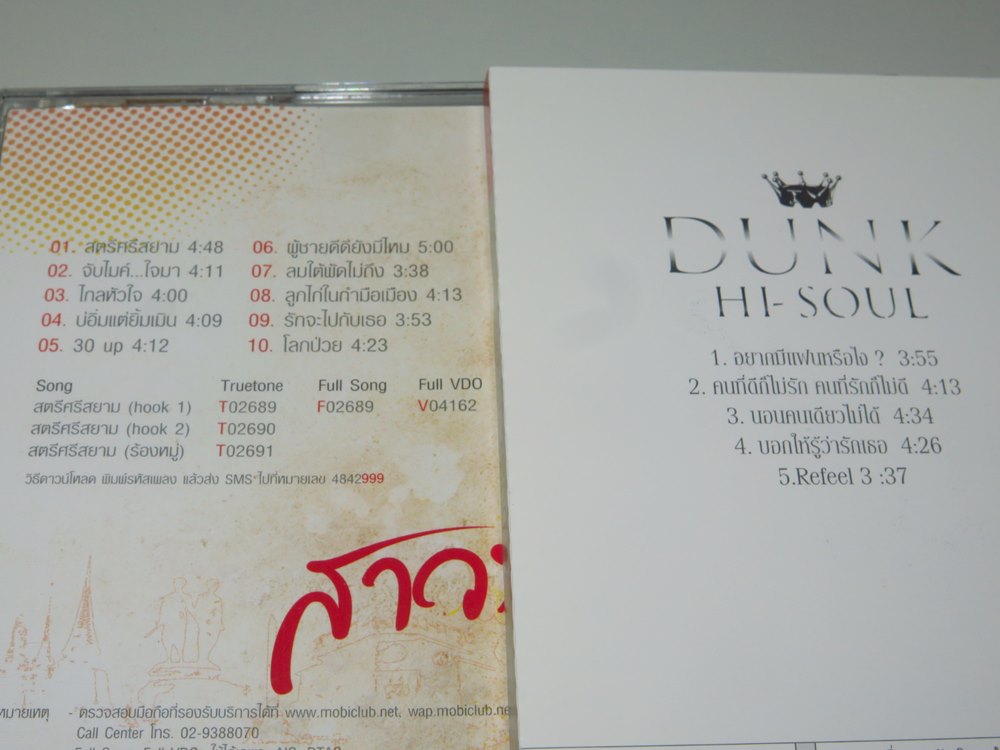 01. สตรีศรีสยาม 4:48
02. จับไมค์...ใจมา 4:11
03. ไกลหัวใจ 4:00
04. บ่อิ่มแต่ยิ้มเมิน 4:09
05. 30 up 4:12
06. ผู้ชายดีดียังมีไหม 5:00
07. ลมใต้พัดไม่ถึง 3:38
08. ลูกไก่ในกำมือเมือง 4:13
09. รักจะไปกับเธอ 3:53
10. โลกป่วย 4:23
Song Truetone Full Song Full VDO
สตรีศรีสยาม (hook 1) T02689 F02689 V04162
สตรีศรีสยาม (hook 2) T02690
สตรีศรีสยาม (ร้องหมู่) T02691
วิธีดาวน์โหลด พิมพ์รหัสเพลง แล้วส่ง SMS ไปที่หมายเลข 4842999
สาว
หมายเหตุ - ตรวจสอบมือถือที่รองรับบริการได้ที่ www.mobiclub.net, wap.mobiclub.ne
Call Center โทร. 02-9388070
DUNK
HI-SOUL
1. อยากมีแฟนหรือไง ? 3:55
2. คนที่ดีก็ไม่รัก คนที่รักก็ไม่ดี 4:13
3. นอนคนเดียวไม่ได้ 4:34
4. บอกให้รู้ว่ารักเธอ 4:26
5.Refeel 3 :37